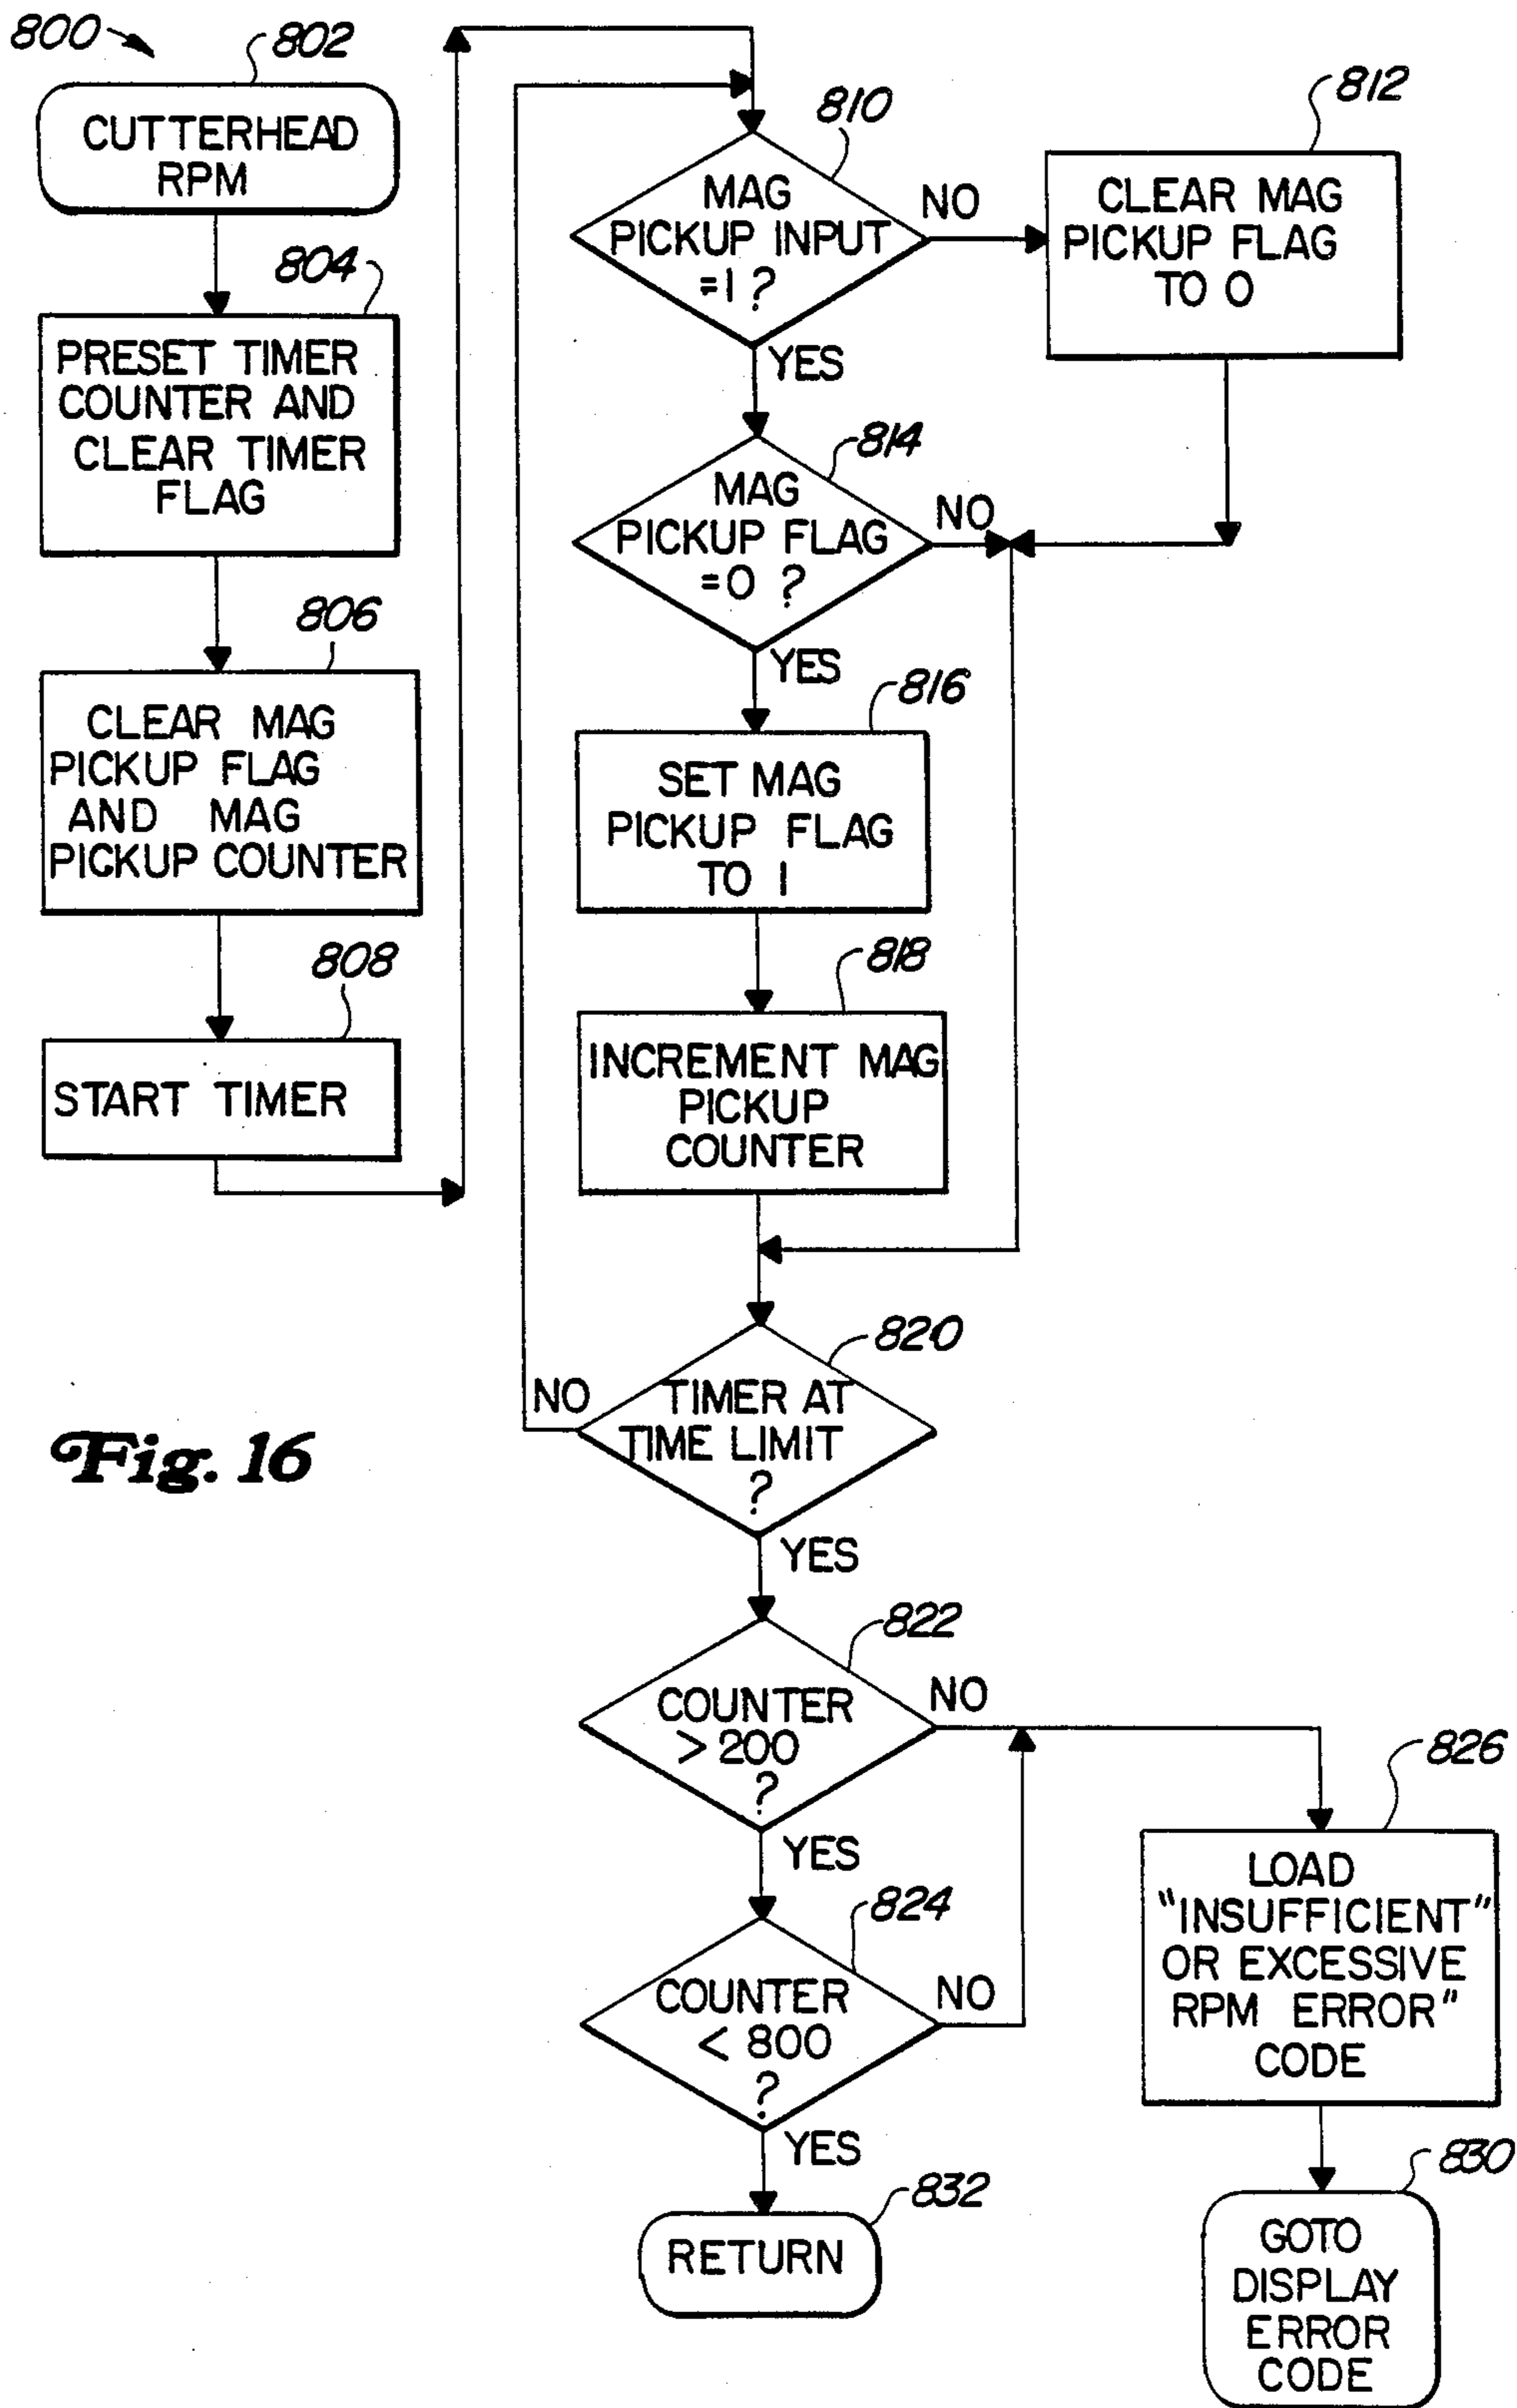 800
802
CUTTERHEAD
RPM
804
PRESET TIMER
COUNTER AND
CLEAR TIMER
FLAG
806
CLEAR MAG
PICKUP FLAG
AND MAG
PICKUP COUNTER
808
START TIMER
810
MAG
PICKUP INPUT
=1 ?
NO
YES
812
CLEAR MAG
PICKUP FLAG
TO 0
814
MAG
PICKUP FLAG
=0 ?
NO
YES
816
SET MAG
PICKUP FLAG
TO 1
818
INCREMENT MAG
PICKUP
COUNTER
820
NO
TIMER AT
TIME LIMIT
?
YES
Fig. 16
822
COUNTER
> 200
?
NO
YES
824
COUNTER
< 800
?
NO
YES
826
LOAD
"INSUFFICIENT"
OR EXCESSIVE
RPM ERROR"
CODE
830
GOTO
DISPLAY
ERROR
CODE
832
RETURN